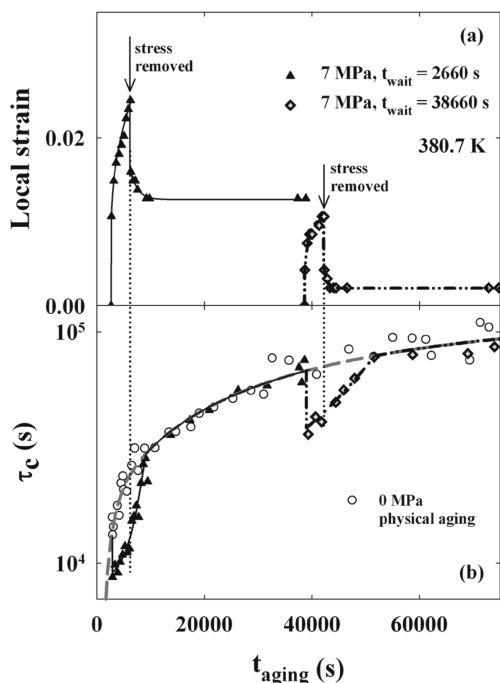 (a)
stress
removed
7 MPa, t_wait = 2660 s
7 MPa, t_wait = 38660 s
380.7 K
stress
removed
Local strain
0.02
0.00
10^5
τ_c (s)
0 MPa
physical aging
10^4
(b)
0 20000 40000 60000
t_aging (s)